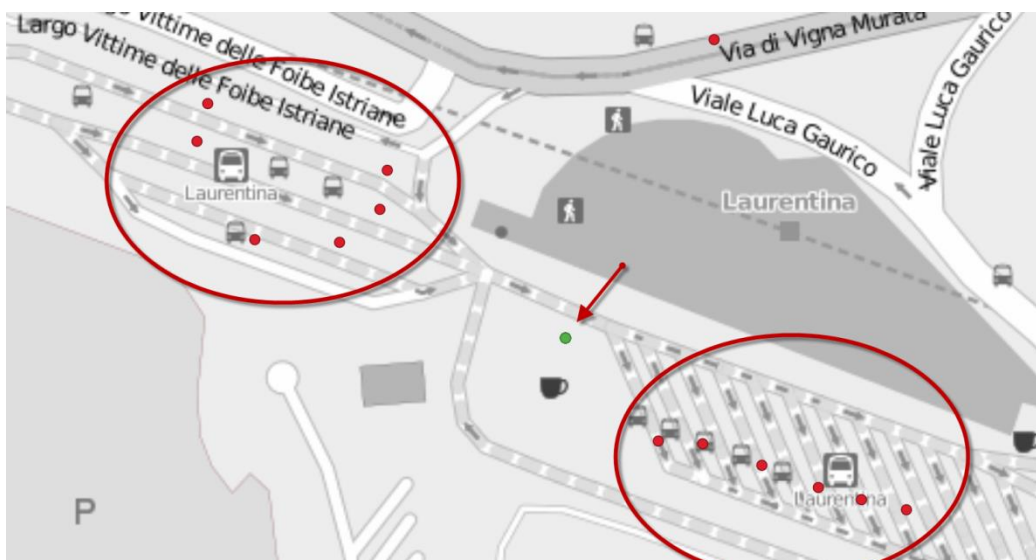 Vittime delle Foibe Istriane
Largo Vittime delle Foibe Istriane
Via di Vigna Murata
Viale Luca Gaurico
Viale Luca Gaurico
Laurentina
Laurentina
Laurentina
P